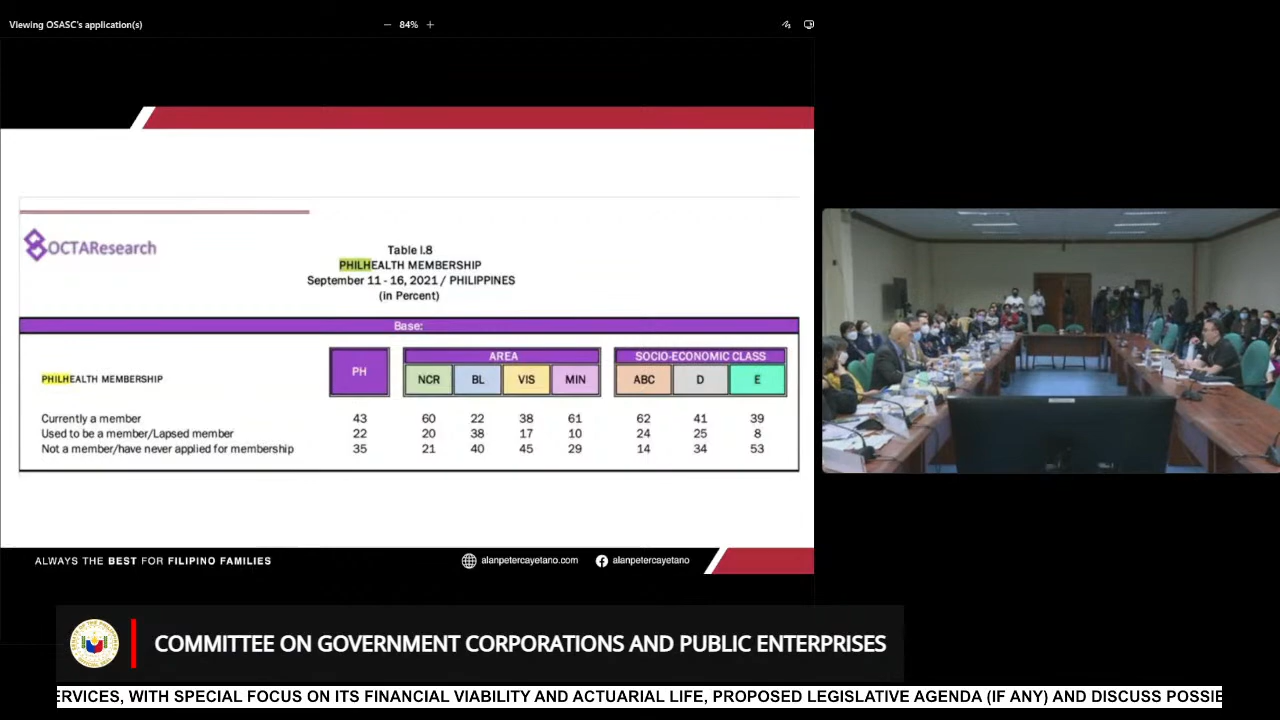 Viewing OSASC's application(s)
— 84% +
OCTAResearch
Table I.8
PHILHEALTH MEMBERSHIP
September 11 - 16, 2021 / PHILIPPINES
(in Percent)
Base:
PHILHEALTH MEMBERSHIP
PH
AREA
SOCIO-ECONOMIC CLASS
NCR BL VIS MIN ABC D E
Currently a member 43 60 22 38 61 62 41 39
Used to be a member/Lapsed member 22 20 38 17 10 24 25 8
Not a member/have never applied for membership 35 21 40 45 29 14 34 53
ALWAYS THE BEST FOR FILIPINO FAMILIES
alanpetercayetano.com
alanpetercayetano
COMMITTEE ON GOVERNMENT CORPORATIONS AND PUBLIC ENTERPRISES
ERVICES, WITH SPECIAL FOCUS ON ITS FINANCIAL VIABILITY AND ACTUARIAL LIFE, PROPOSED LEGISLATIVE AGENDA (IF ANY) AND DISCUSS POSSIE